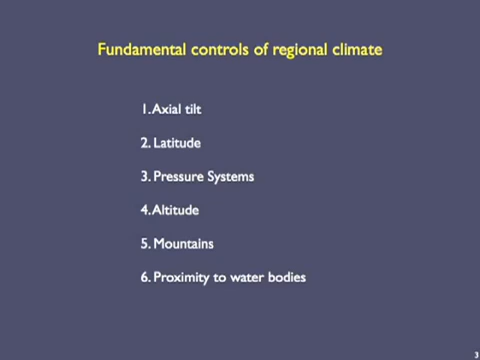 Fundamental controls of regional climate
1. Axial tilt
2. Latitude
3. Pressure Systems
4. Altitude
5. Mountains
6. Proximity to water bodies
3